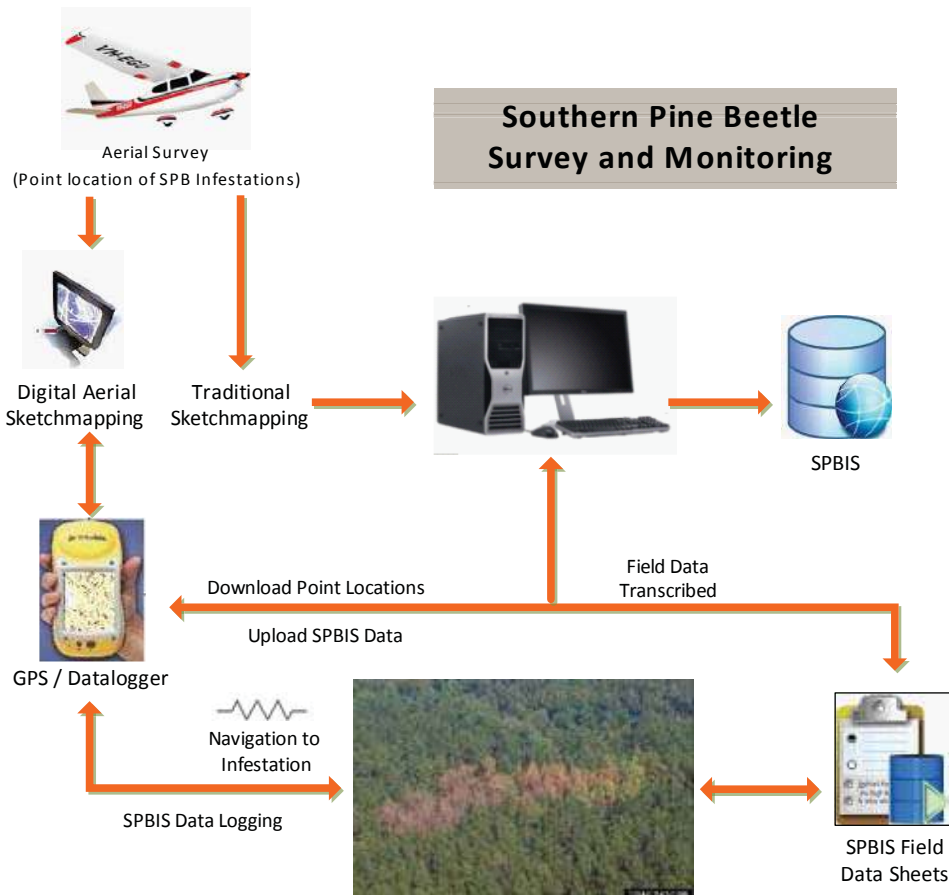 VH-EGO
Aerial Survey
(Point location of SPB Infestations)
Southern Pine Beetle
Survey and Monitoring
Digital Aerial
Sketchmapping
Traditional
Sketchmapping
SPBIS
Download Point Locations
Field Data
Transcribed
Upload SPBIS Data
GPS / Datalogger
Navigation to
Infestation
SPBIS Data Logging
SPBIS Field
Data Sheets